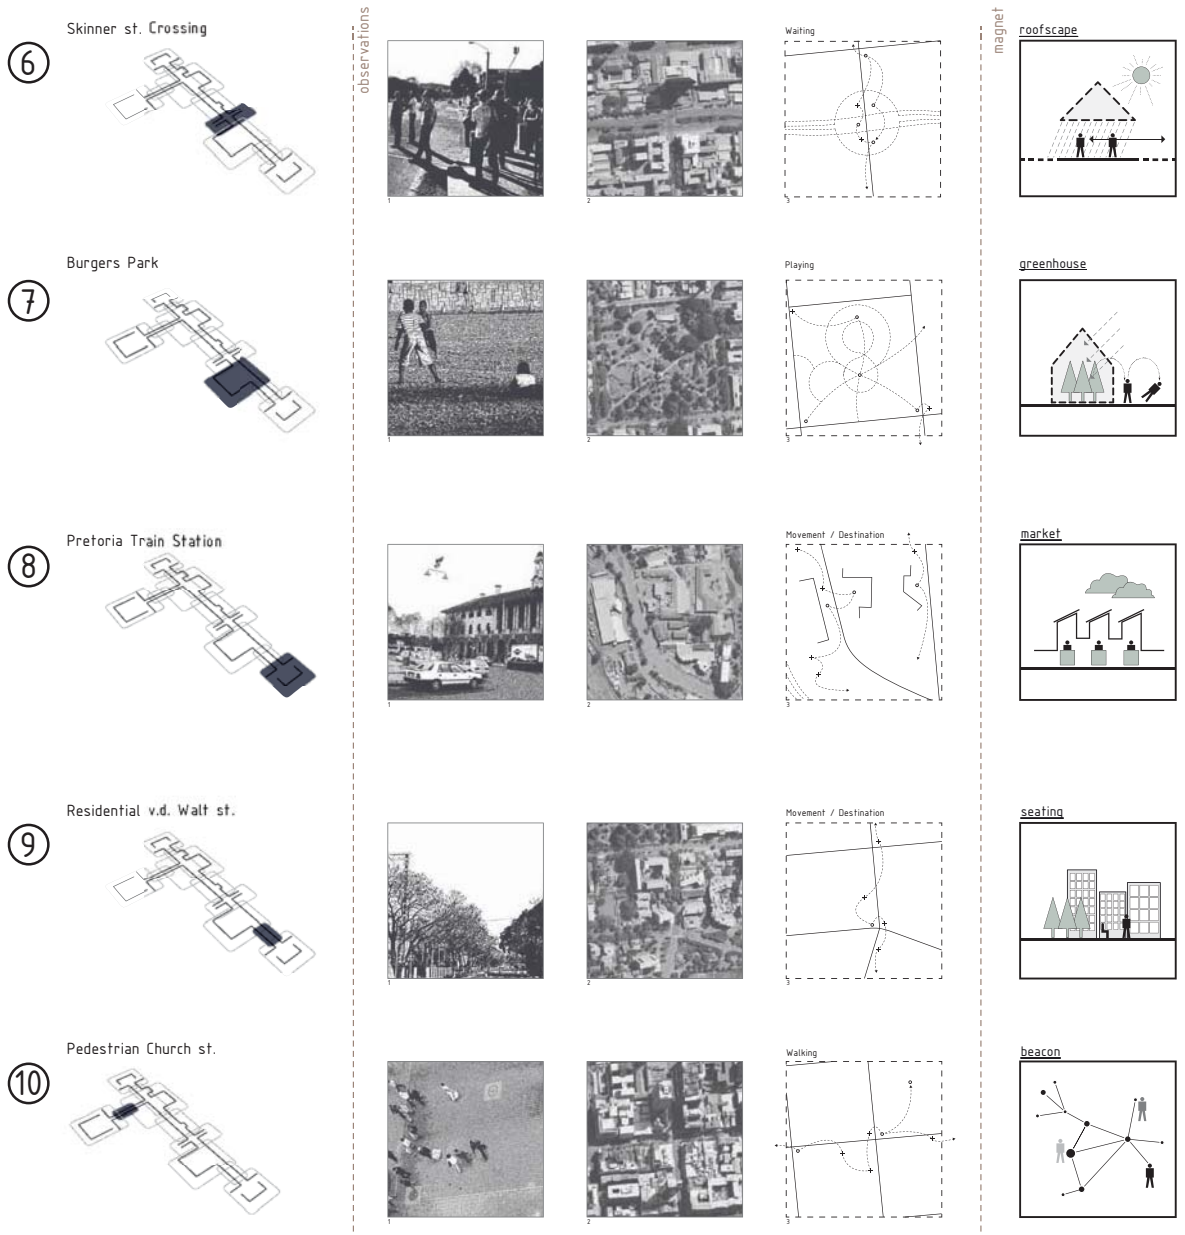 observations
magnet
6
Skinner st. Crossing
Waiting
roofscape
1
2
3
7
Burgers Park
Playing
greenhouse
1
2
3
8
Pretoria Train Station
Movement / Destination
market
1
2
3
9
Residential v.d. Walt st.
Movement / Destination
seating
1
2
3
10
Pedestrian Church st.
Walking
beacon
1
2
3